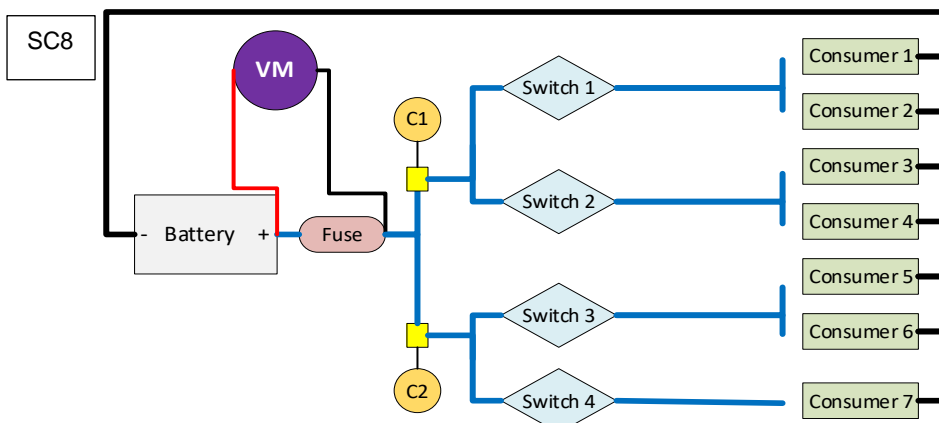 SC8
VM
C1
Switch 1
Switch 2
- Battery +
Fuse
Switch 3
C2
Switch 4
Consumer 1
Consumer 2
Consumer 3
Consumer 4
Consumer 5
Consumer 6
Consumer 7